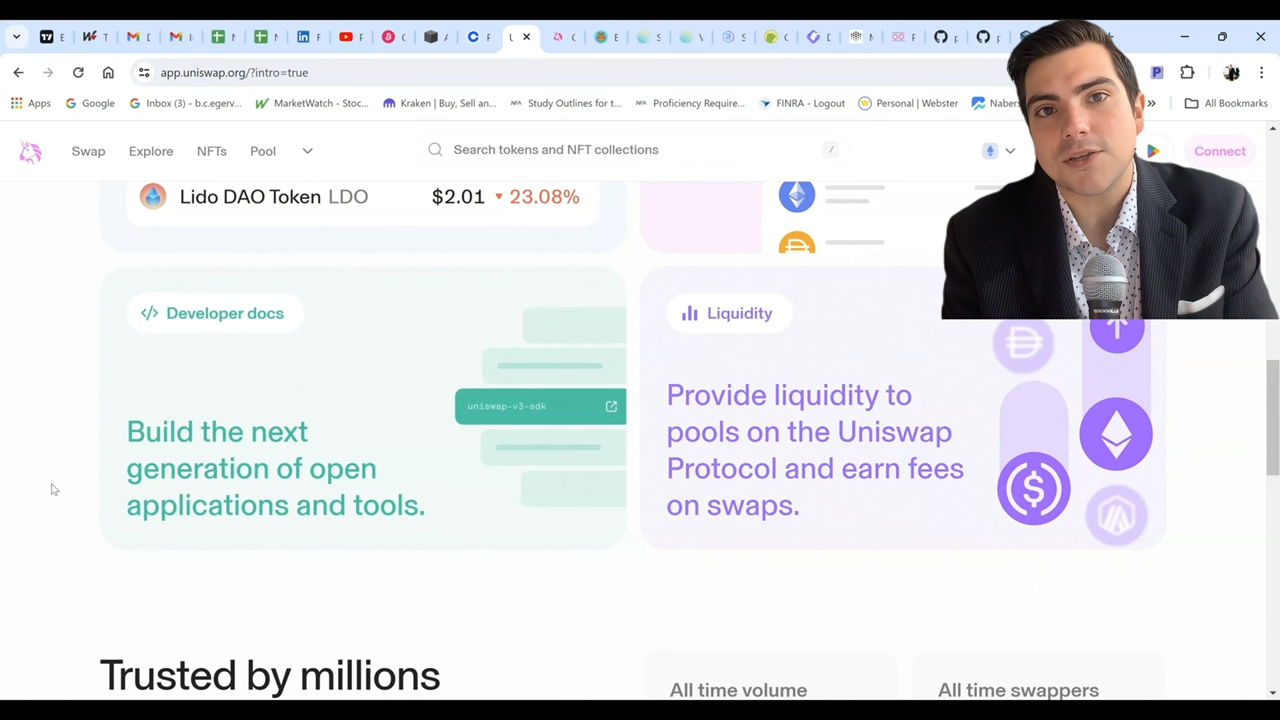 E
T
I
F
C
F
U
C
E
S
V
S
C
D
M
F
p
p
app.uniswap.org/?intro=true
Apps
Google
Inbox (3) - b.c.egerv...
MarketWatch - Stoc...
Kraken | Buy, Sell an...
NFA
Study Outlines for t...
NFA
Proficiency Require...
FINRA - Logout
Personal | Webster
Nabers
»
All Bookmarks
Swap
Explore
NFTs
Pool
Search tokens and NFT collections
/
Connect
Lido DAO Token LDO
$2.01
23.08%
</> Developer docs
Build the next
generation of open
applications and tools.
uniswap-v3-sdk
Liquidity
Provide liquidity to
pools on the Uniswap
Protocol and earn fees
on swaps.
ROCKVILLE
Trusted by millions
All time volume
All time swappers